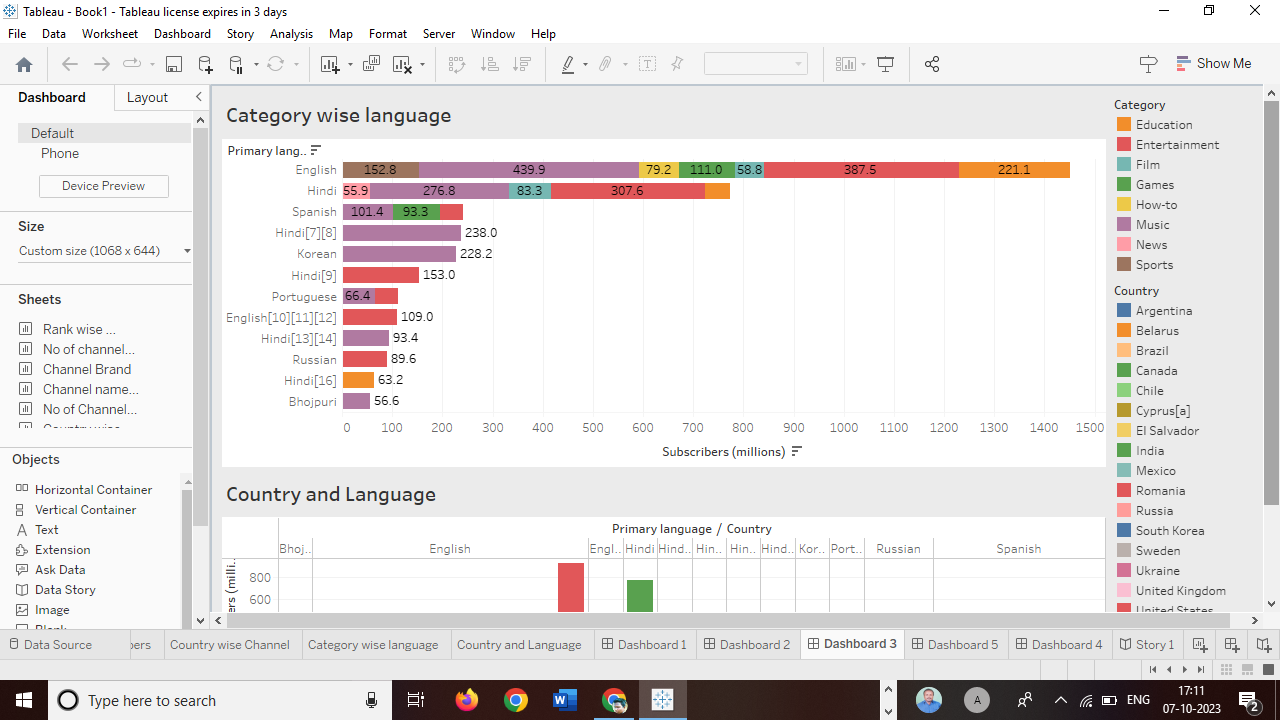 Tableau - Book1 - Tableau license expires in 3 days
File Data Worksheet Dashboard Story Analysis Map Format Server Window Help
Show Me
Dashboard Layout
Default
Phone
Device Preview
Size
Custom size (1068 x 644)
Sheets
Rank wise ...
No of channel...
Channel Brand
Channel name...
No of Channel...
Country wise
Objects
Horizontal Container
Vertical Container
Text
Extension
Ask Data
Data Story
Image
Blank
Category wise language
Primary lang..
English 152.8 439.9 79.2 111.0 58.8 387.5 221.1
Hindi 55.9 276.8 83.3 307.6
Spanish 101.4 93.3
Hindi[7][8] 238.0
Korean 228.2
Hindi[9] 153.0
Portuguese 66.4
English[10][11][12] 109.0
Hindi[13][14] 93.4
Russian 89.6
Hindi[16] 63.2
Bhojpuri 56.6
0 100 200 300 400 500 600 700 800 900 1000 1100 1200 1300 1400 1500
Subscribers (millions)
Country and Language
Primary language / Country
Bhoj.. English Engl.. Hindi Hind.. Hin.. Hin.. Hind.. Kor.. Port.. Russian Spanish
800
600
Category
Education
Entertainment
Film
Games
How-to
Music
News
Sports
Country
Argentina
Belarus
Brazil
Canada
Chile
Cyprus[a]
El Salvador
India
Mexico
Romania
Russia
South Korea
Sweden
Ukraine
United Kingdom
United States
Data Source Country wise Channel Category wise language Country and Language Dashboard 1 Dashboard 2 Dashboard 3 Dashboard 5 Dashboard 4 Story 1
Type here to search
A
ENG
17:11
07-10-2023
2